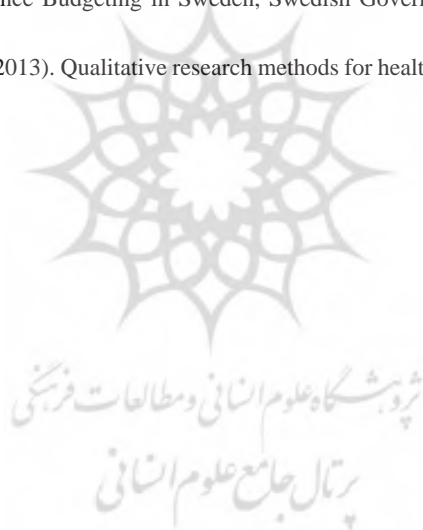 nce Budgeting in Sweden, Swedish Govern
2013). Qualitative research methods for healt
پژوهشگاه علوم انسانی و مطالعات فرهنگی
پرتال جامع علوم انسانی